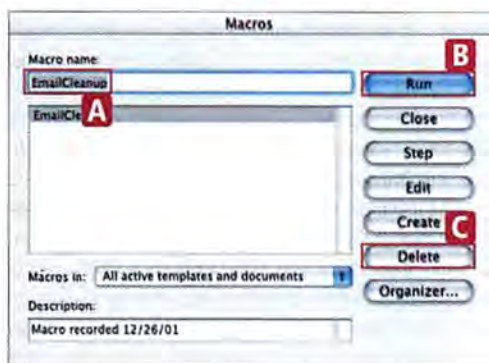 Macros
Macro name:
EmailCleanup
B
Run
EmailCle
A
Close
Step
Edit
Create
C
Delete
Macros in: All active templates and documents
Organizer...
Description:
Macro recorded 12/26/01